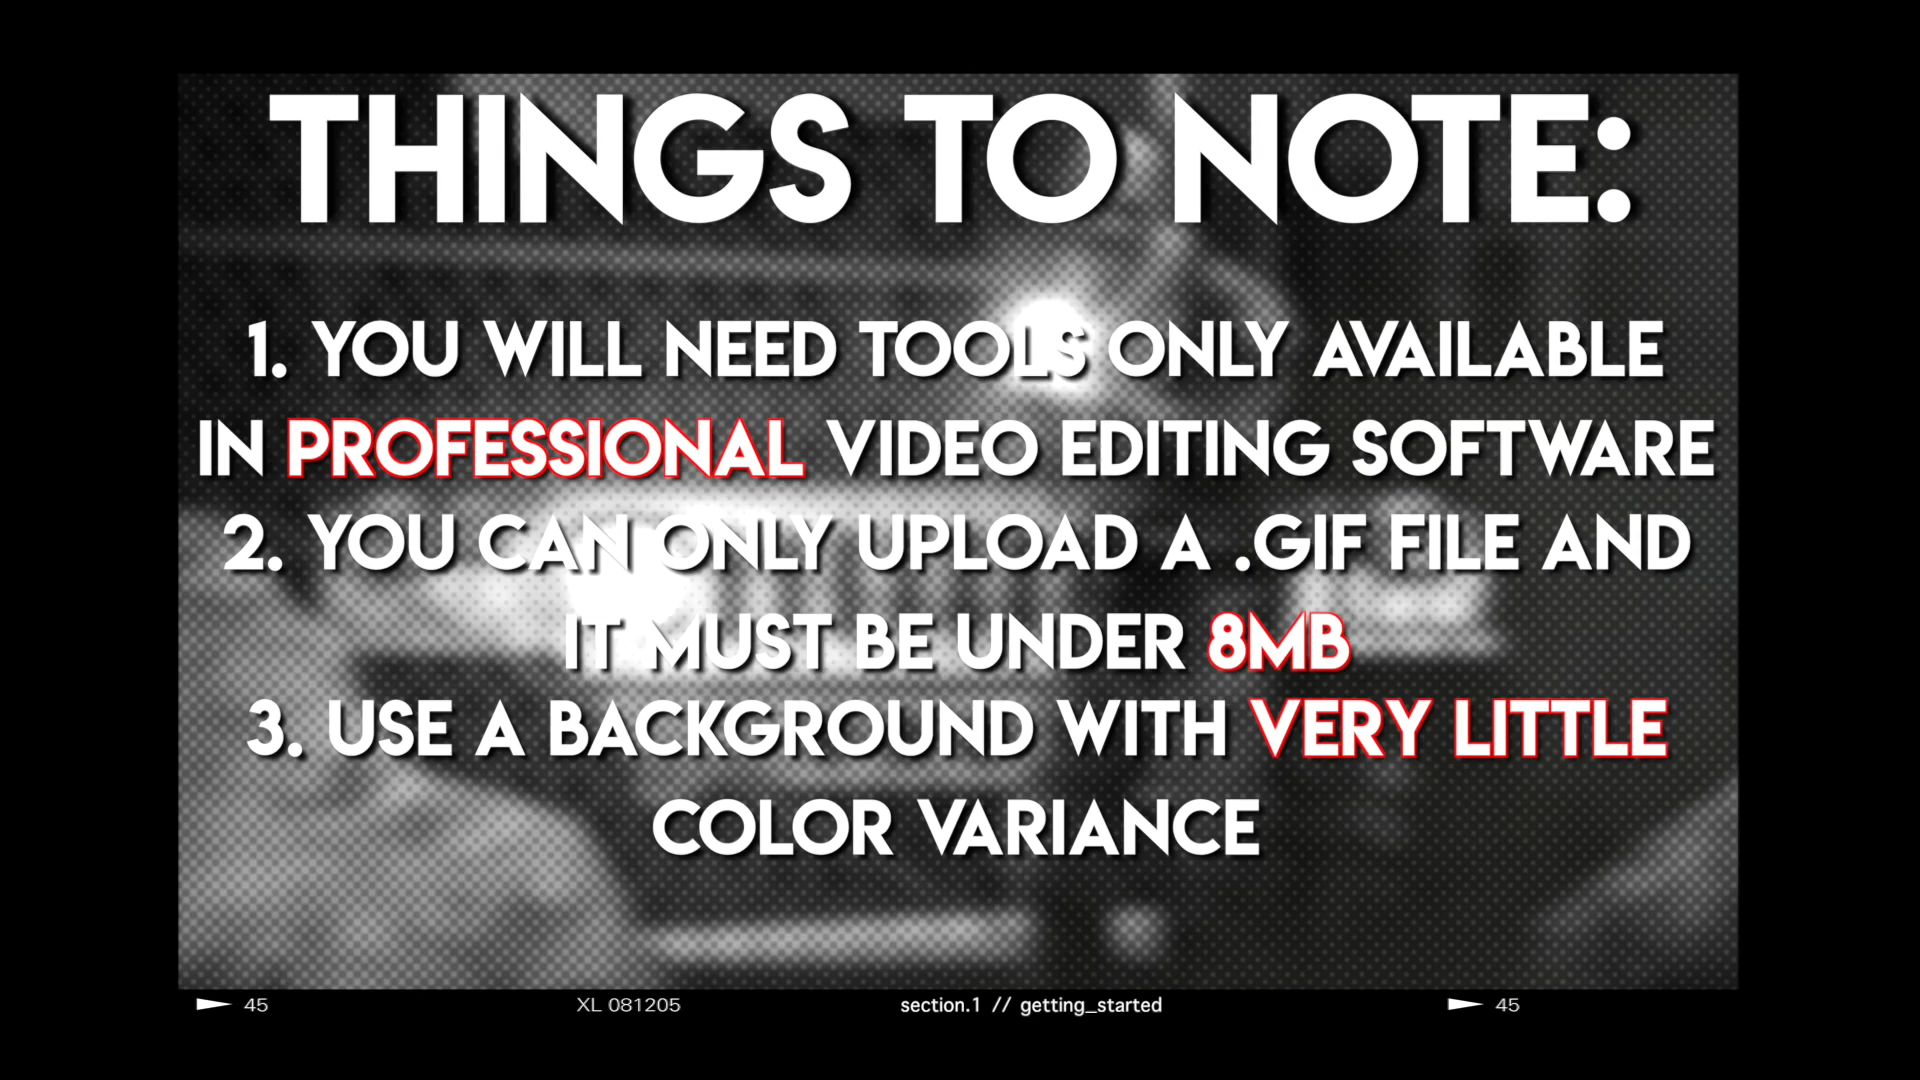 THINGS TO NOTE:
1. YOU WILL NEED TOOLS ONLY AVAILABLE
IN PROFESSIONAL VIDEO EDITING SOFTWARE
2. YOU CAN ONLY UPLOAD A .GIF FILE AND
IT MUST BE UNDER 8MB
3. USE A BACKGROUND WITH VERY LITTLE
COLOR VARIANCE
45 XL 081205 section.1 // getting_started 45